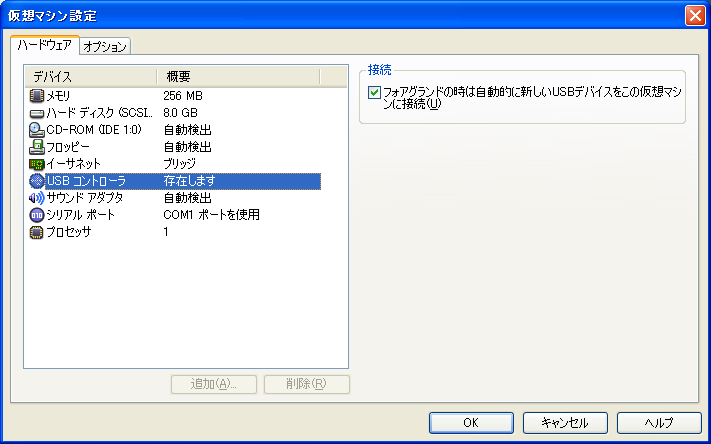 仮想マシン設定
ハードウェア オプション
デバイス 概要
メモリ 256 MB
ハード ディスク (SCSI... 8.0 GB
CD-ROM (IDE 1:0) 自動検出
フロッピー 自動検出
イーサネット ブリッジ
USB コントローラ 存在します
サウンド アダプタ 自動検出
シリアル ポート COM1 ポートを使用
プロセッサ 1
接続
フォアグランドの時は自動的に新しいUSBデバイスをこの仮想マシ
ンに接続(U)
追加(A)... 削除(R)
OK キャンセル ヘルプ